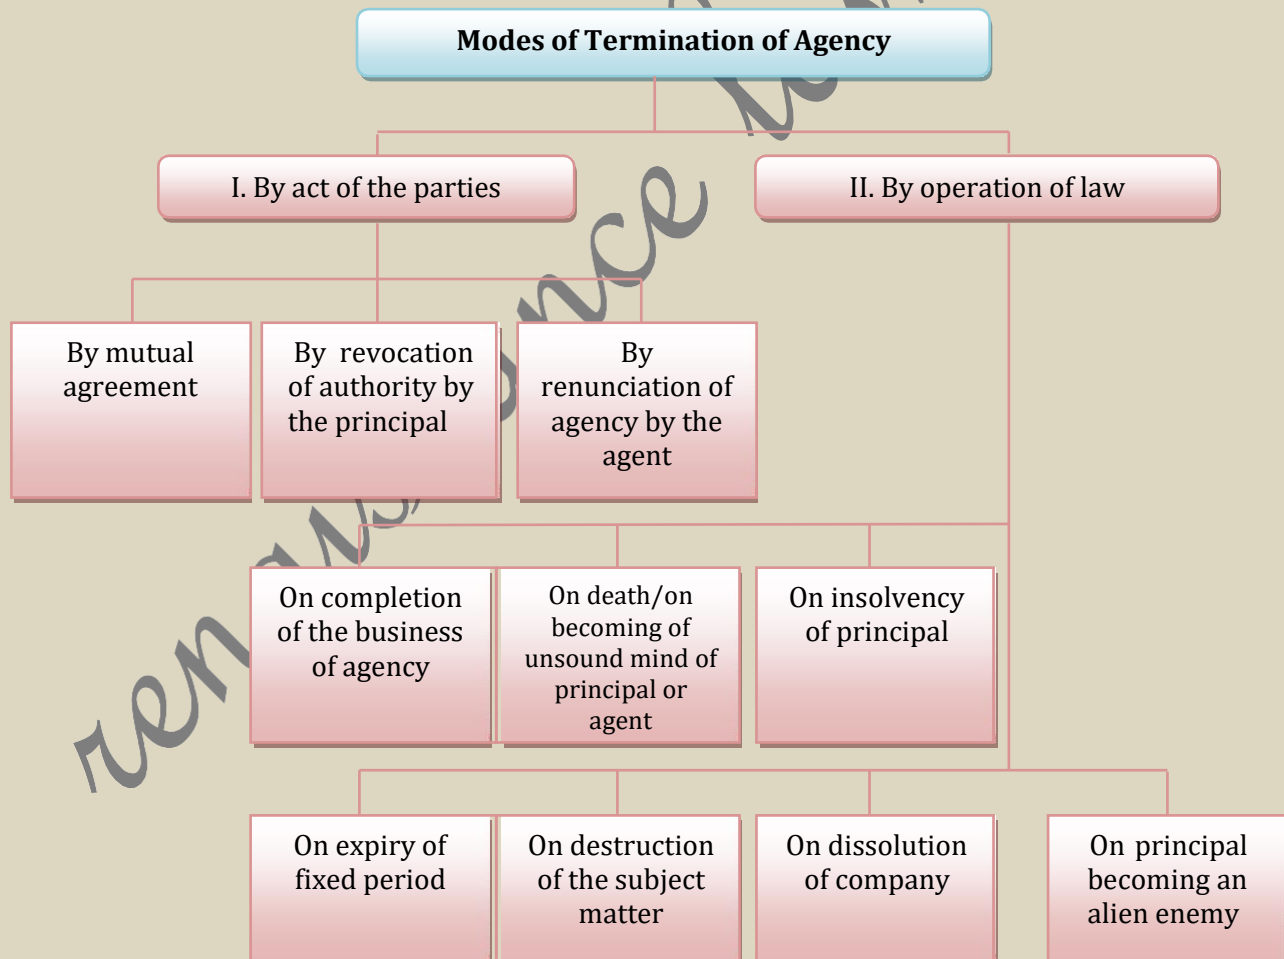 Modes of Termination of Agency
I. By act of the parties
II. By operation of law
By mutual
agreement
By revocation
of authority by
the principal
By
renunciation of
agency by the
agent
On completion
of the business
of agency
On death/on
becoming of
unsound mind of
principal or
agent
On insolvency
of principal
On expiry of
fixed period
On destruction
of the subject
matter
On dissolution
of company
On principal
becoming an
alien enemy